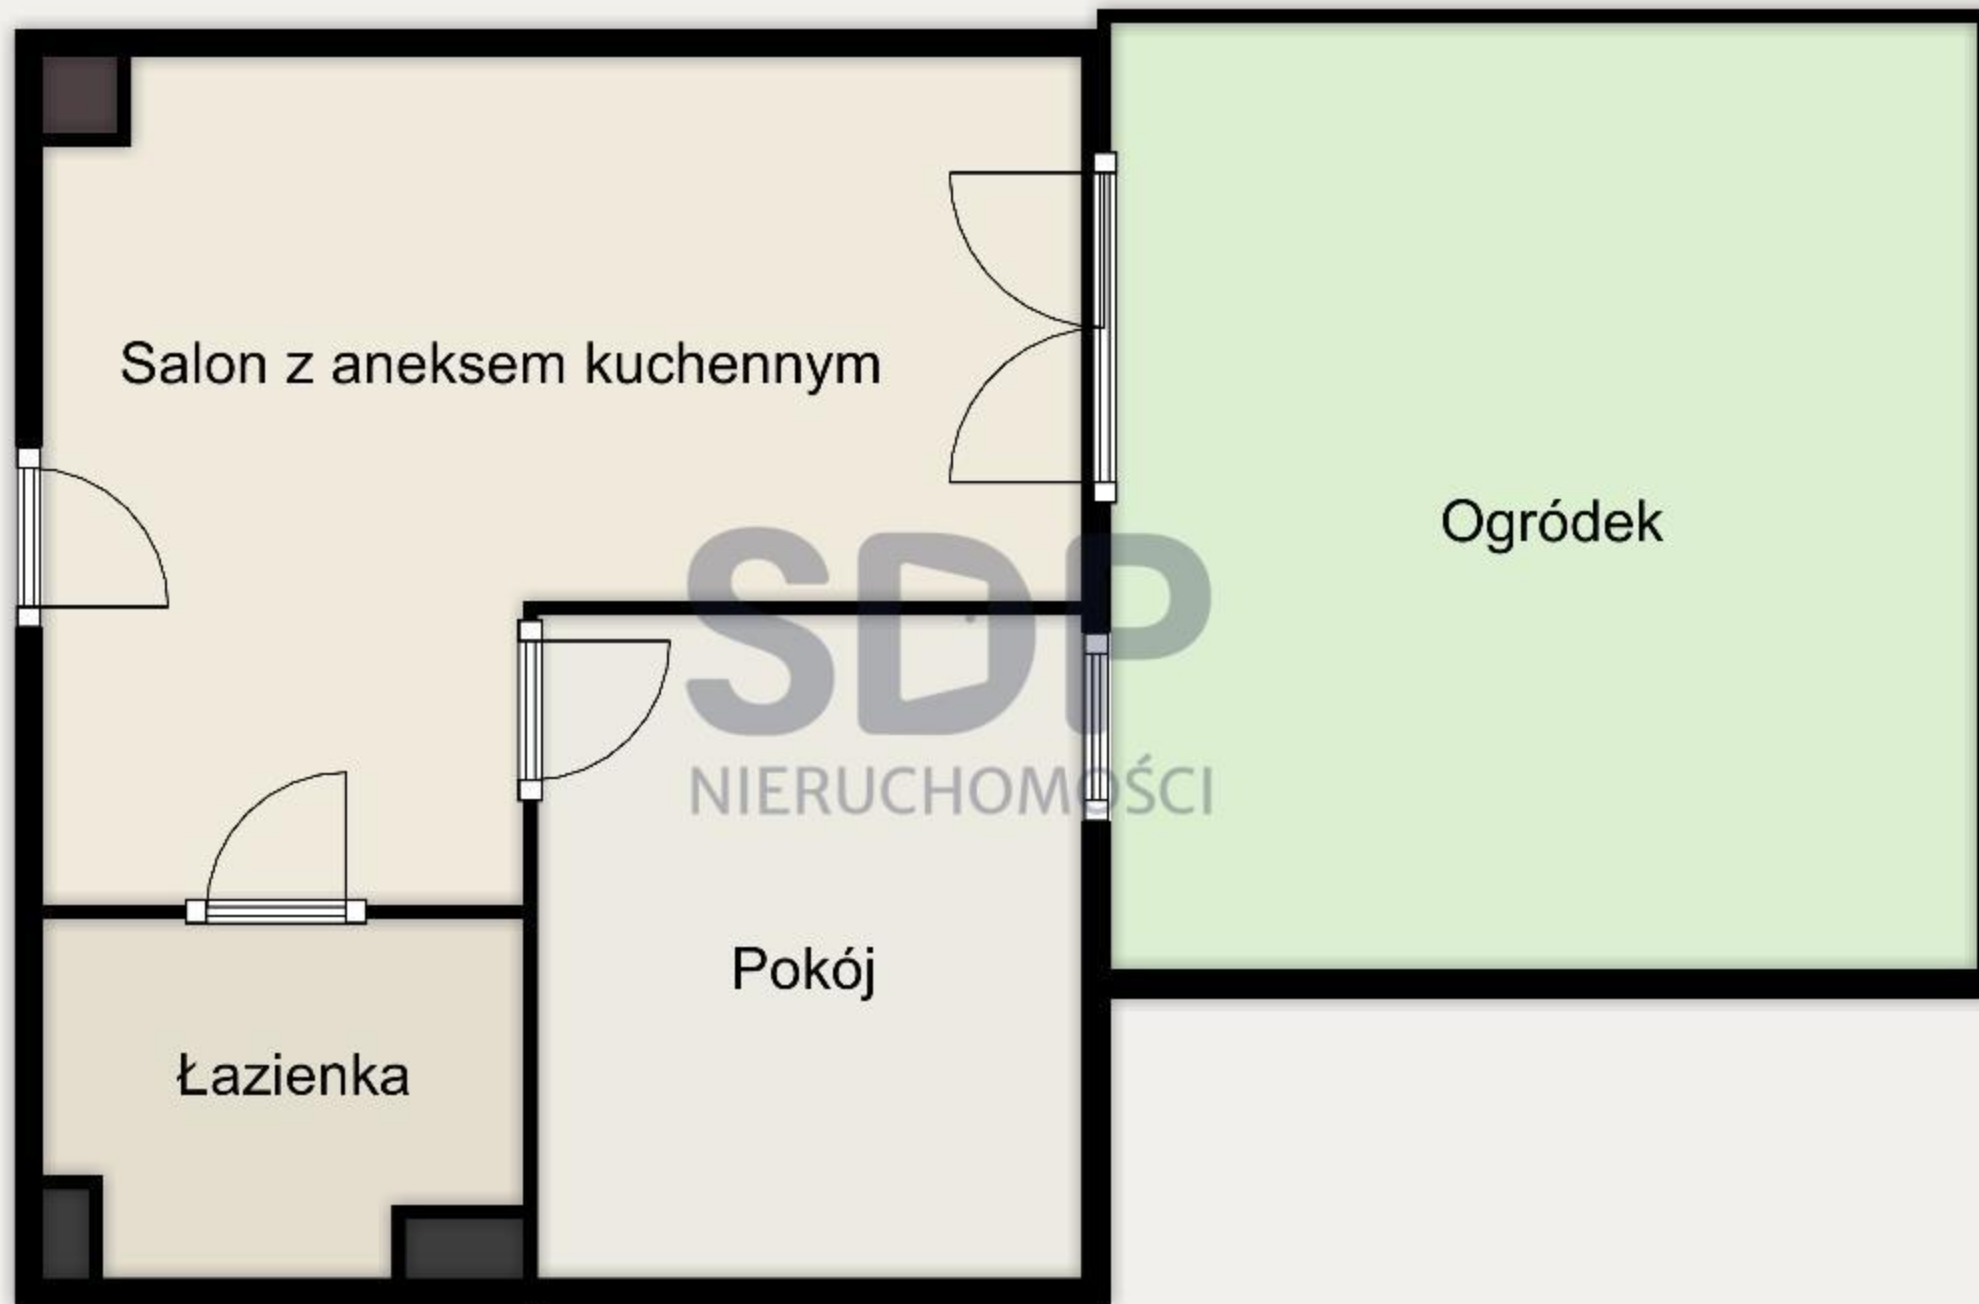 Salon z aneksem kuchennym
Ogródek
SDP
NIERUCHOMOŚCI
Pokój
Łazienka